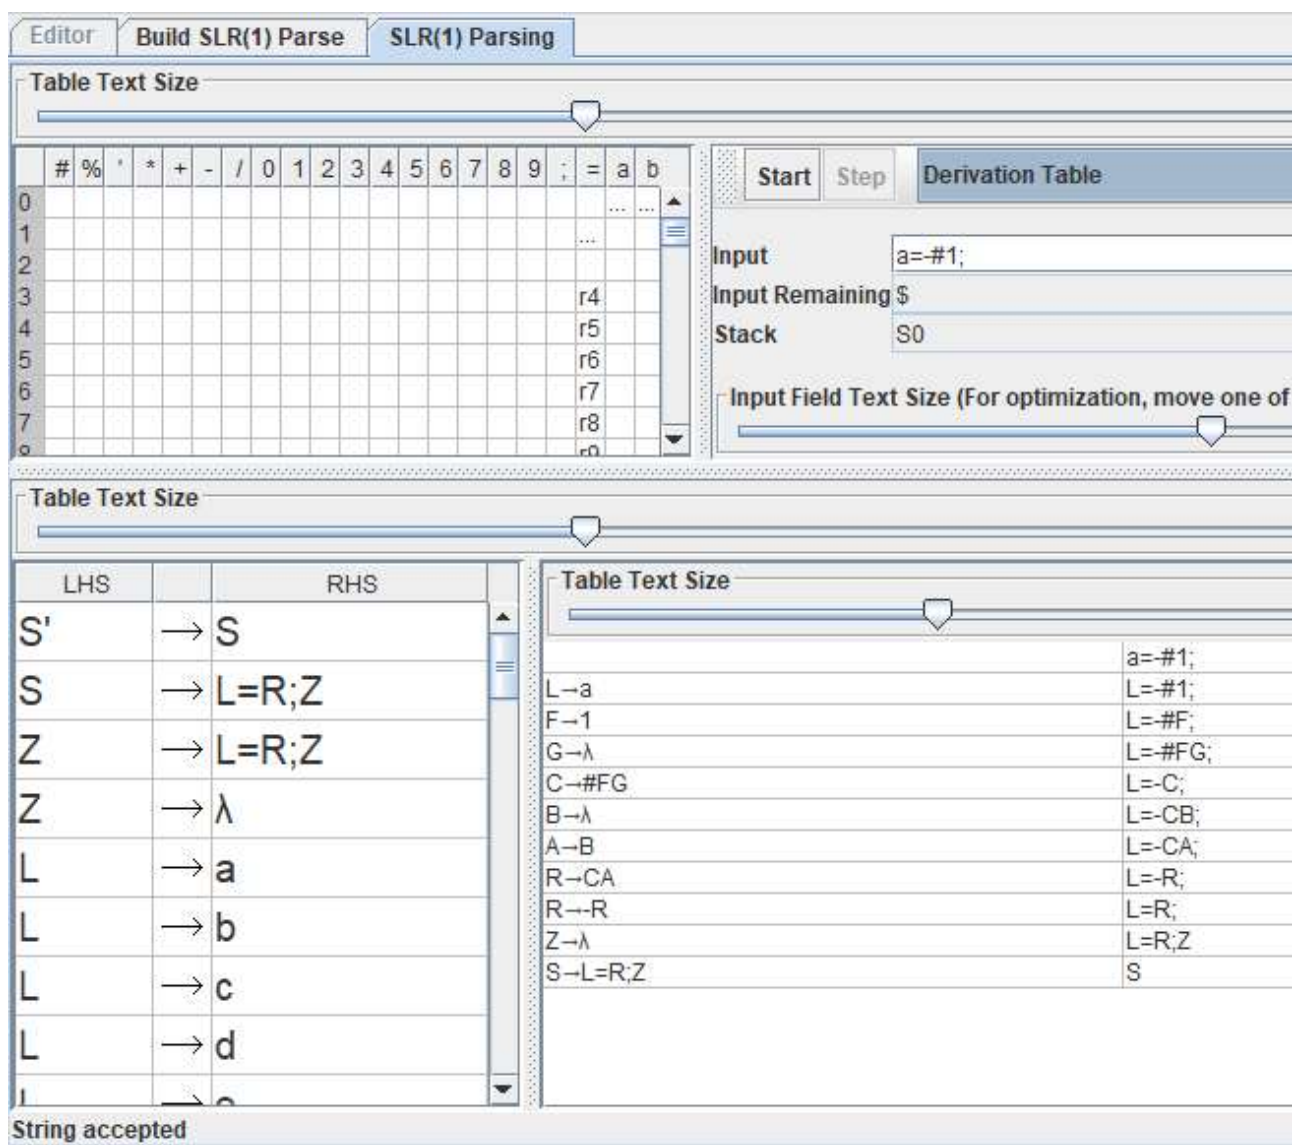 Editor Build SLR(1) Parse SLR(1) Parsing
Table Text Size
# % ' * + - / 0 1 2 3 4 5 6 7 8 9 ; = a b
0 ... ...
1 ...
2
3 r4
4 r5
5 r6
6 r7
7 r8
8 r9
Start Step Derivation Table
Input a=-#1;
Input Remaining $
Stack S0
Input Field Text Size (For optimization, move one of
Table Text Size
LHS RHS
S' → S
S → L=R;Z
Z → L=R;Z
Z → λ
L → a
L → b
L → c
L → d
Table Text Size
a=-#1;
L→a L=-#1;
F→1 L=-#F;
G→λ L=-#FG;
C→#FG L=-C;
B→λ L=-CB;
A→B L=-CA;
R→CA L=-R;
R→-R L=R;
Z→λ L=R;Z
S→L=R;Z S
String accepted